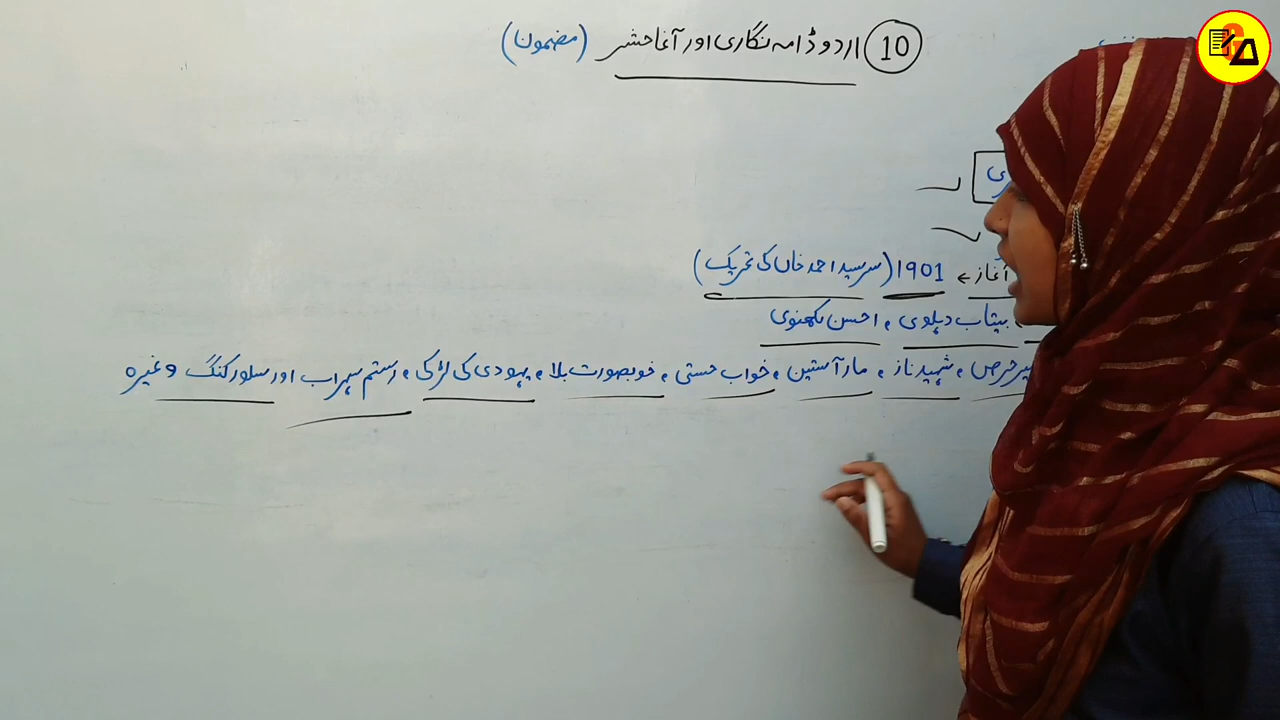 10 اردو ڈرامہ نگاری اور آغا حشر (مضمون)
آغاز ← 1901 (سرسید احمد خاں کی تحریک)
بیتاب دہلوی ، احسن لکھنوی
حرص ، شہید ناز ، مار آستین ، خواب ہستی ، خوبصورت بلا ، یہودی کی لڑکی ، رستم سہراب اور سلور کنگ وغیرہ